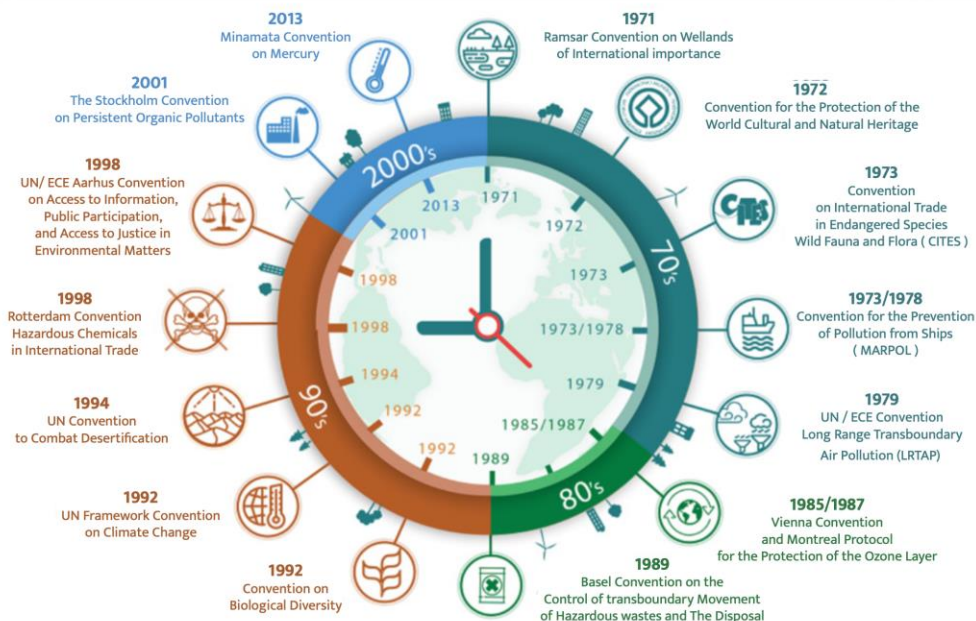 2013
Minamata Convention
on Mercury
1971
Ramsar Convention on Wellands
of International importance
1972
Convention for the Protection of the
World Cultural and Natural Heritage
1973
Convention
on International Trade
in Endangered Species
Wild Fauna and Flora ( CITES )
CITES
1973/1978
Convention for the Prevention
of Pollution from Ships
( MARPOL )
1979
UN / ECE Convention
Long Range Transboundary
Air Pollution (LRTAP)
1985/1987
Vienna Convention
and Montreal Protocol
for the Protection of the Ozone Layer
1989
Basel Convention on the
Control of transboundary Movement
of Hazardous wastes and The Disposal
1992
Convention on
Biological Diversity
1992
UN Framework Convention
on Climate Change
1994
UN Convention
to Combat Desertification
1998
Rotterdam Convention
Hazardous Chemicals
in International Trade
1998
UN/ ECE Aarhus Convention
on Access to Information,
Public Participation,
and Access to Justice in
Environmental Matters
2001
The Stockholm Convention
on Persistent Organic Pollutants
2000's
70's
80's
90's
1971
1972
1973
1973/1978
1979
1985/1987
1989
1992
1992
1994
1998
1998
2001
2013